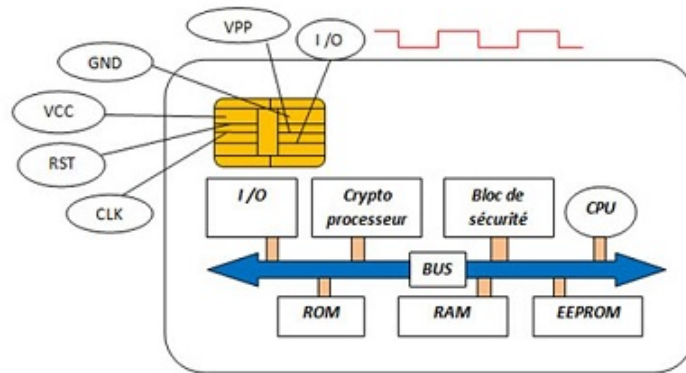 VPP
I /O
GND
VCC
RST
CLK
I /O
Crypto
processeur
Bloc de
sécurité
CPU
BUS
ROM
RAM
EEPROM